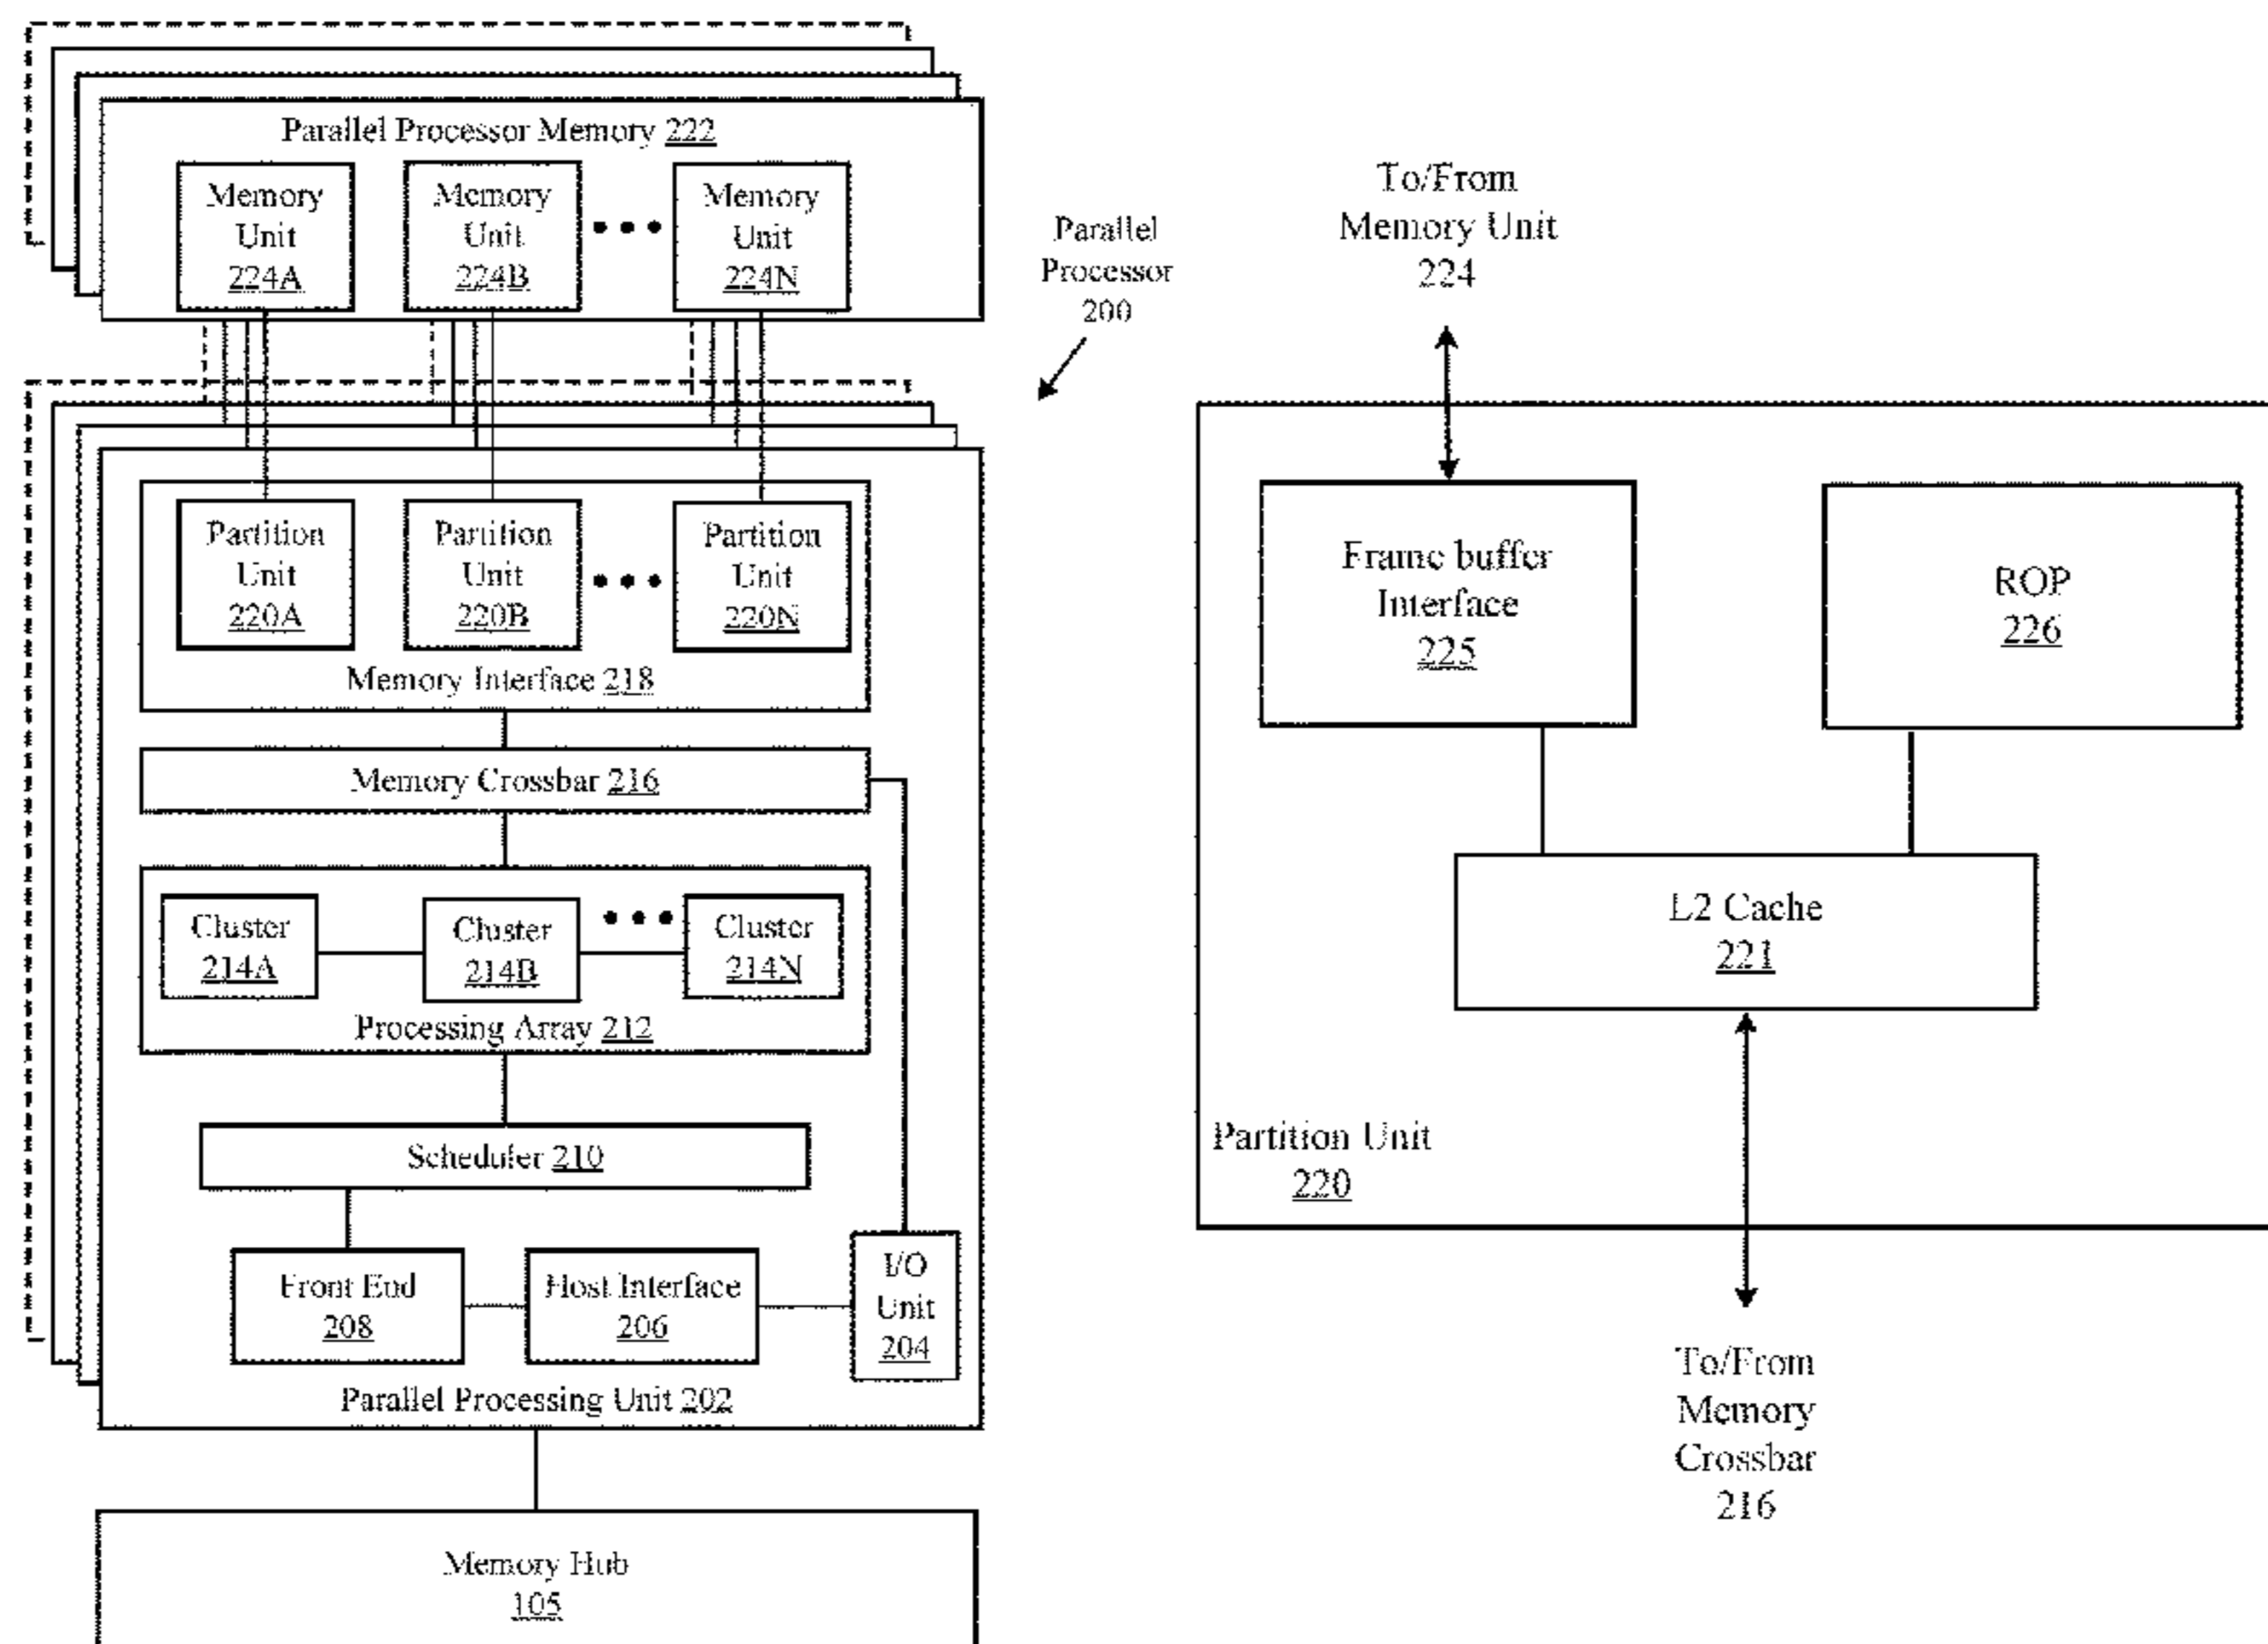 Parallel Processor Memory 222
Memory
Unit
224A
Memory
Unit
224B
Memory
Unit
224N
Parallel
Processor
200
Partition
Unit
220A
Partition
Unit
220B
Partition
Unit
220N
Memory Interface 218
Memory Crossbar 216
Cluster
214A
Cluster
214B
Cluster
214N
Processing Array 212
Scheduler 210
Front End
208
Host Interface
206
I/O
Unit
204
Parallel Processing Unit 202
Memory Hub
105
To/From
Memory Unit
224
Frame buffer
Interface
225
ROP
226
L2 Cache
221
Partition Unit
220
To/From
Memory
Crossbar
216